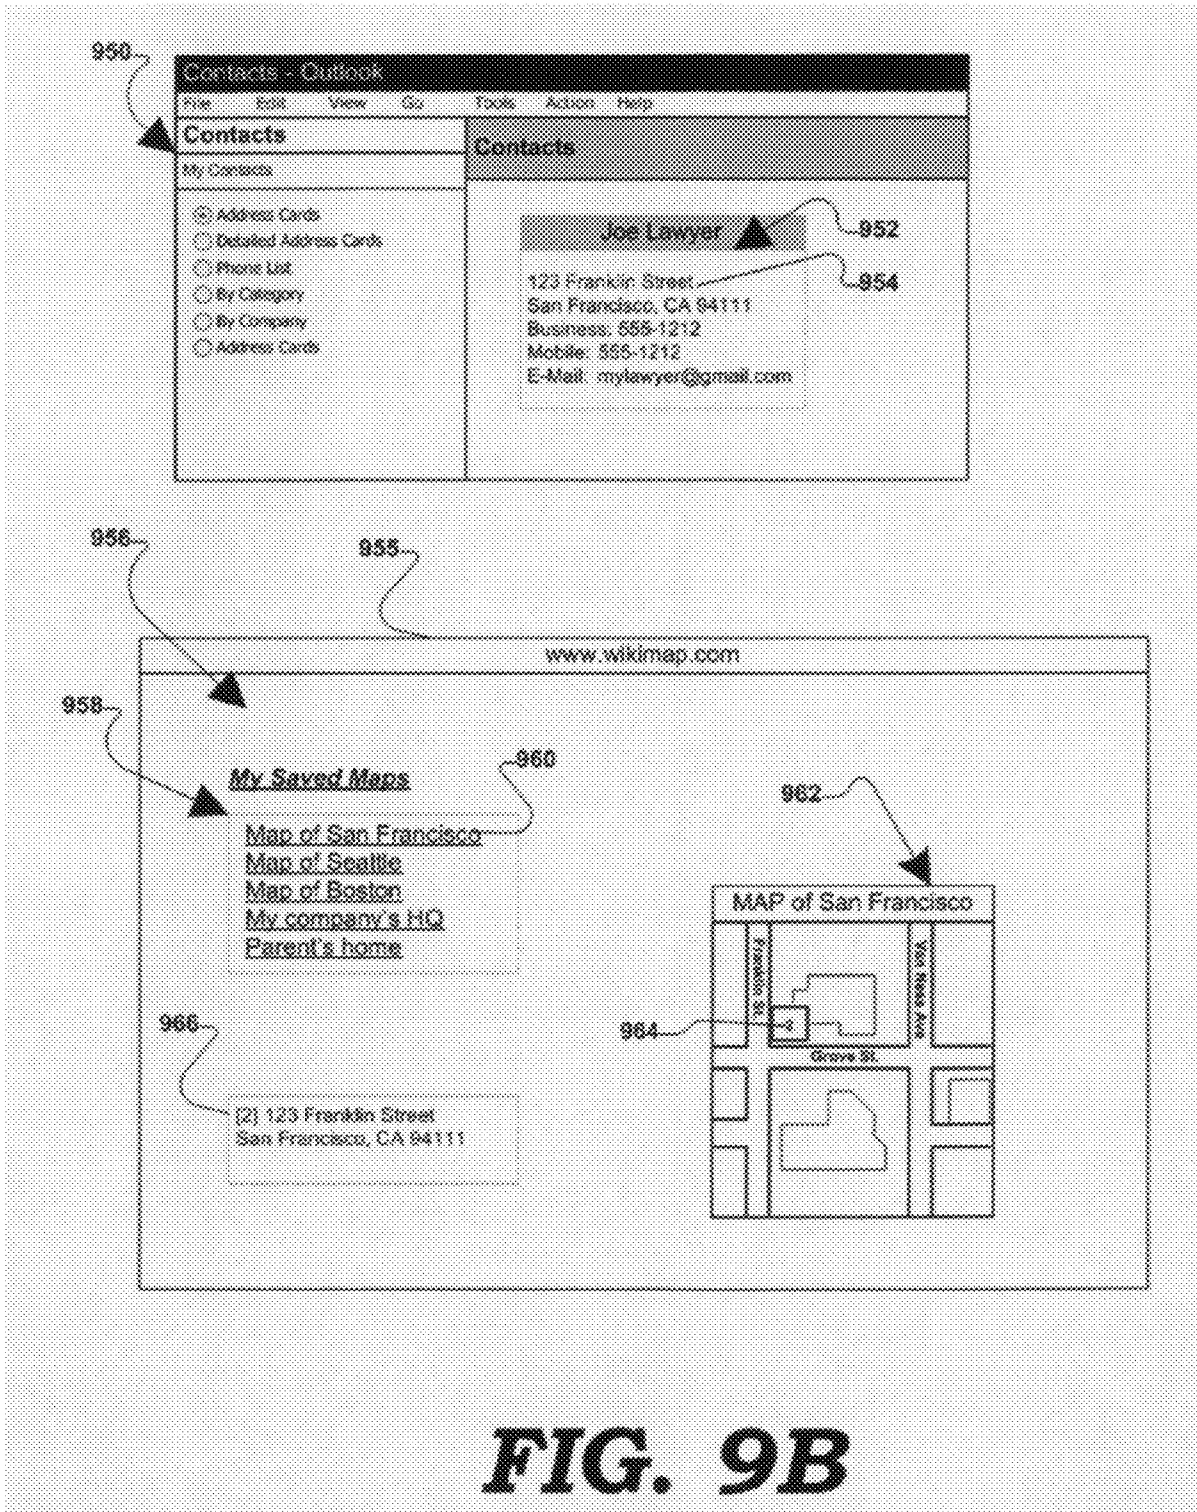 950
Contacts - Outlook
File Edit View Go Tools Action Help
Contacts
Contacts
My Contacts
Address Cards
Detailed Address Cards
Phone List
By Category
By Company
Address Cards
Joe Lawyer
952
123 Franklin Street
954
San Francisco, CA 94111
Business: 555-1212
Mobile: 555-1212
E-Mail: mylawyer@gmail.com
956
955
www.wikimap.com
958
My Saved Maps
960
Map of San Francisco
Map of Seattle
Map of Boston
My company's HQ
Parent's home
962
MAP of San Francisco
Franklin St.
Van Ness Ave
964
Grove St.
966
[2] 123 Franklin Street
San Francisco, CA 94111
FIG. 9B